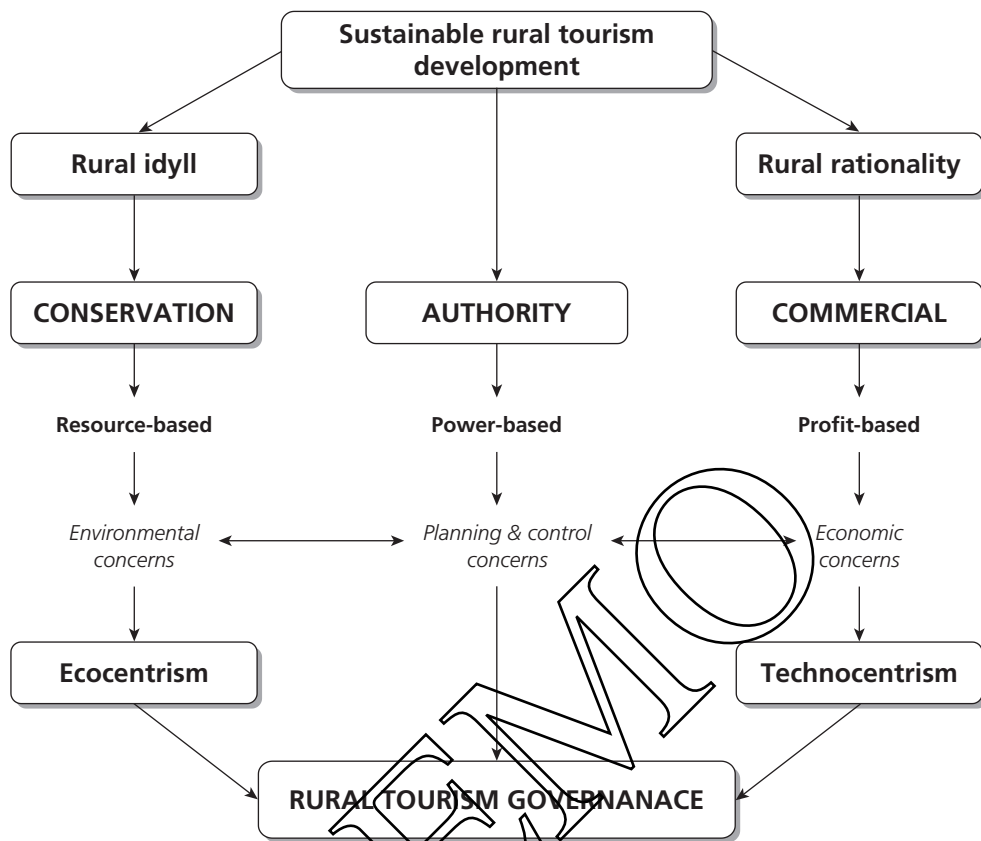 Sustainable rural tourism
development
Rural idyll
Rural rationality
CONSERVATION
AUTHORITY
COMMERCIAL
Resource-based
Power-based
Profit-based
Environmental
concerns
Planning & control
concerns
Economic
concerns
Ecocentrism
Technocentrism
RURAL TOURISM GOVERNANACE
EMO